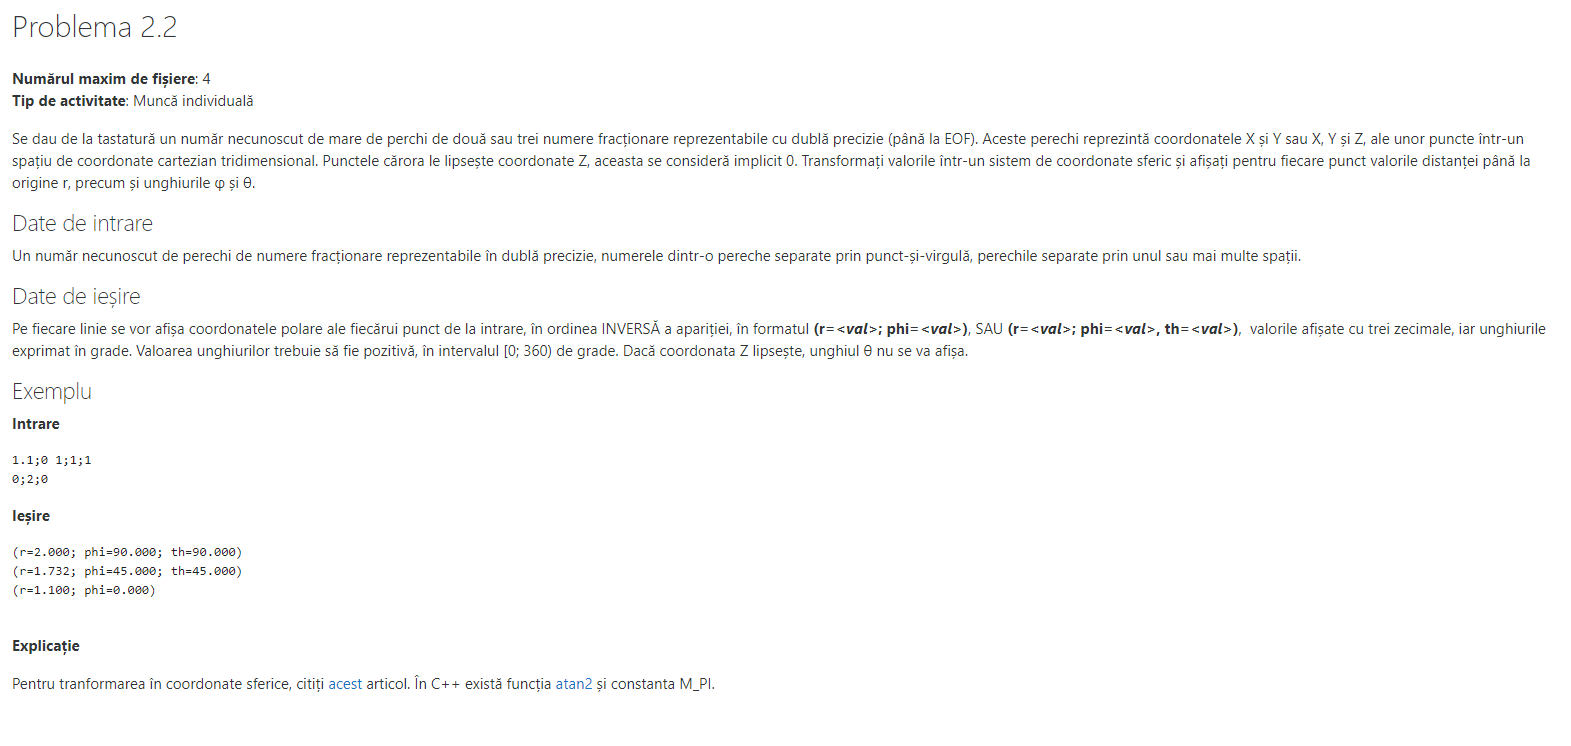 Problema 2.2
Numărul maxim de fișiere: 4
Tip de activitate: Muncă individuală
Se dau de la tastatură un număr necunoscut de mare de perchi de două sau trei numere fracționare reprezentabile cu dublă precizie (până la EOF). Aceste perechi reprezintă coordonatele X și Y sau X, Y și Z, ale unor puncte într-un
spațiu de coordonate cartezian tridimensional. Punctele cărora le lipsește coordonate Z, aceasta se consideră implicit 0. Transformați valorile într-un sistem de coordonate sferic și afișați pentru fiecare punct valorile distanței până la
origine r, precum și unghiurile φ și θ.
Date de intrare
Un număr necunoscut de perechi de numere fracționare reprezentabile în dublă precizie, numerele dintr-o pereche separate prin punct-și-virgulă, perechile separate prin unul sau mai multe spații.
Date de ieșire
Pe fiecare linie se vor afișa coordonatele polare ale fiecărui punct de la intrare, în ordinea INVERSĂ a apariției, în formatul (r=<val>; phi=<val>), SAU (r=<val>; phi=<val>, th=<val>), valorile afișate cu trei zecimale, iar unghiurile
exprimat în grade. Valoarea unghiurilor trebuie să fie pozitivă, în intervalul [0; 360) de grade. Dacă coordonata Z lipsește, unghiul θ nu se va afișa.
Exemplu
Intrare
1.1;0 1;1;1
0;2;0
Ieșire
(r=2.000; phi=90.000; th=90.000)
(r=1.732; phi=45.000; th=45.000)
(r=1.100; phi=0.000)
Explicație
Pentru tranformarea în coordonate sferice, citiți acest articol. În C++ există funcția atan2 și constanta M_PI.